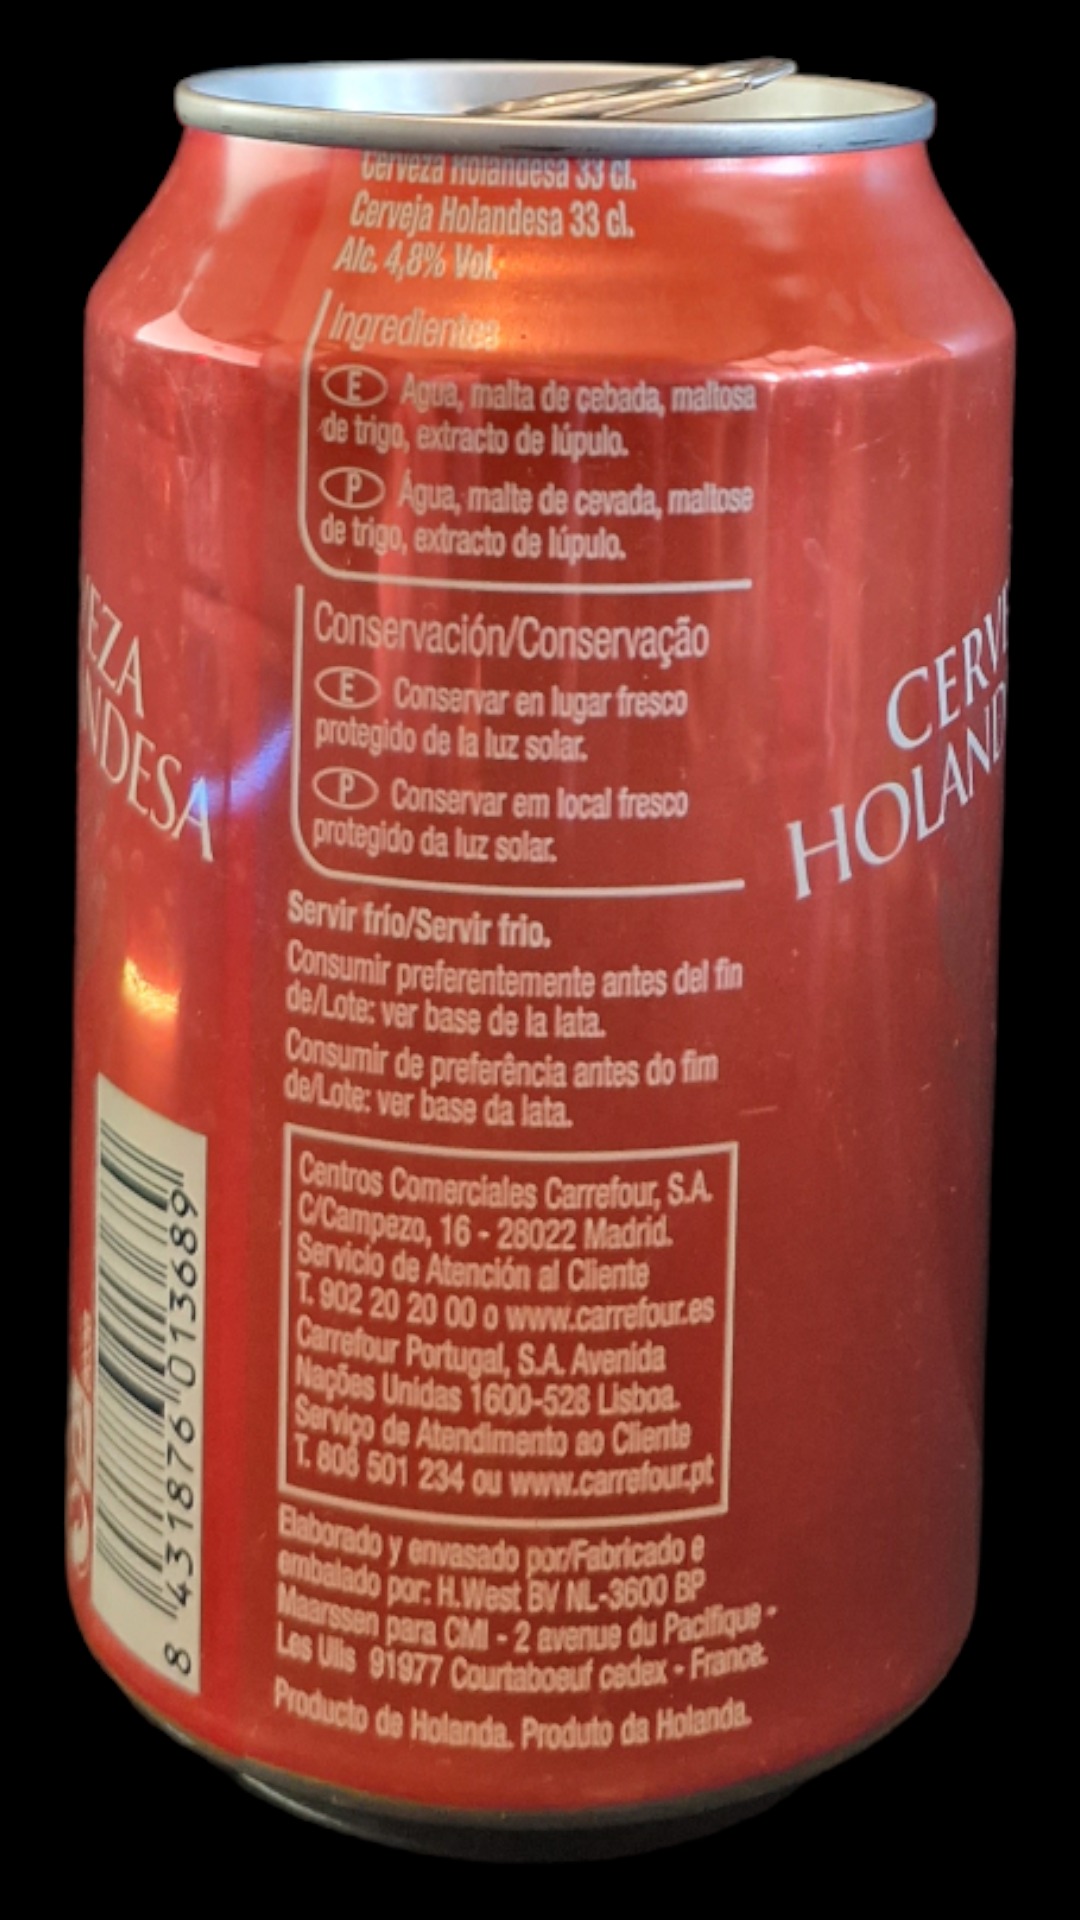 Cerveza Holandesa 33 cl.
Cerveja Holandesa 33 cl.
Alc. 4,8% Vol.
Ingredientes
E Agua, malta de cebada, maltosa
de trigo, extracto de lúpulo.
P Água, malte de cevada, maltose
de trigo, extracto de lúpulo.
Conservación/Conservação
E Conservar en lugar fresco
protegido de la luz solar.
P Conservar em local fresco
protegido da luz solar.
Servir frío/Servir frio.
Consumir preferentemente antes del fin
de/Lote: ver base de la lata.
Consumir de preferência antes do fim
de/Lote: ver base da lata.
Centros Comerciales Carrefour, S.A.
C/Campezo, 16 - 28022 Madrid.
Servicio de Atención al Cliente
T. 902 20 20 00 o www.carrefour.es
Carrefour Portugal, S.A. Avenida
Nações Unidas 1600-528 Lisboa.
Serviço de Atendimento ao Cliente
T. 808 501 234 ou www.carrefour.pt
Elaborado y envasado por/Fabricado e
embalado por: H.West BV NL-3600 BP
Maarssen para CMI - 2 avenue du Pacifique -
Les Ulis 91977 Courtaboeuf cedex - France.
Producto de Holanda. Produto da Holanda.
EZA
NDESA
8 431876 013689
CERVE
HOLANDE